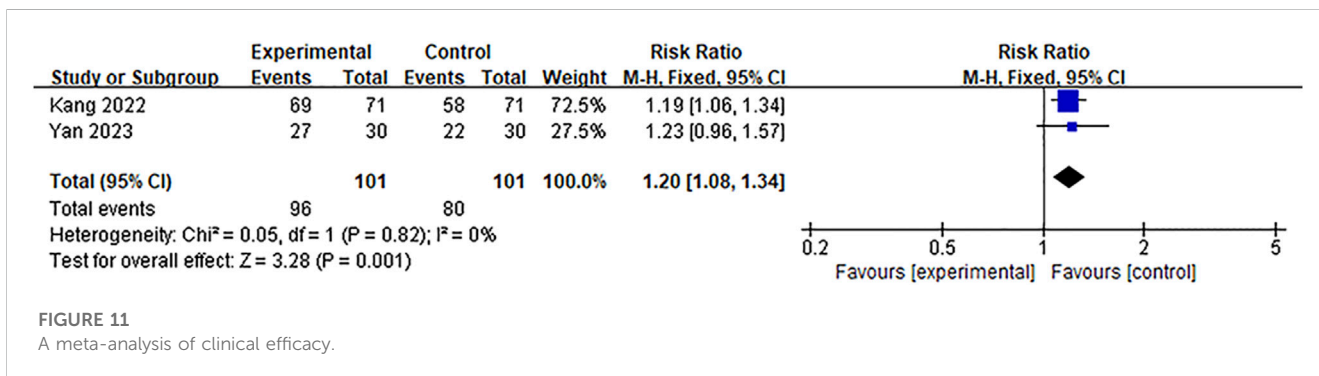 Experimental Control Risk Ratio Risk Ratio
Study or Subgroup Events Total Events Total Weight M-H, Fixed, 95% CI M-H, Fixed, 95% CI
Kang 2022 69 71 58 71 72.5% 1.19 [1.06, 1.34]
Yan 2023 27 30 22 30 27.5% 1.23 [0.96, 1.57]
Total (95% CI) 101 101 100.0% 1.20 [1.08, 1.34]
Total events 96 80
Heterogeneity: Chi² = 0.05, df = 1 (P = 0.82); I² = 0%
Test for overall effect: Z = 3.28 (P = 0.001)
0.2 0.5 1 2 5
Favours [experimental] Favours [control]
FIGURE 11
A meta-analysis of clinical efficacy.